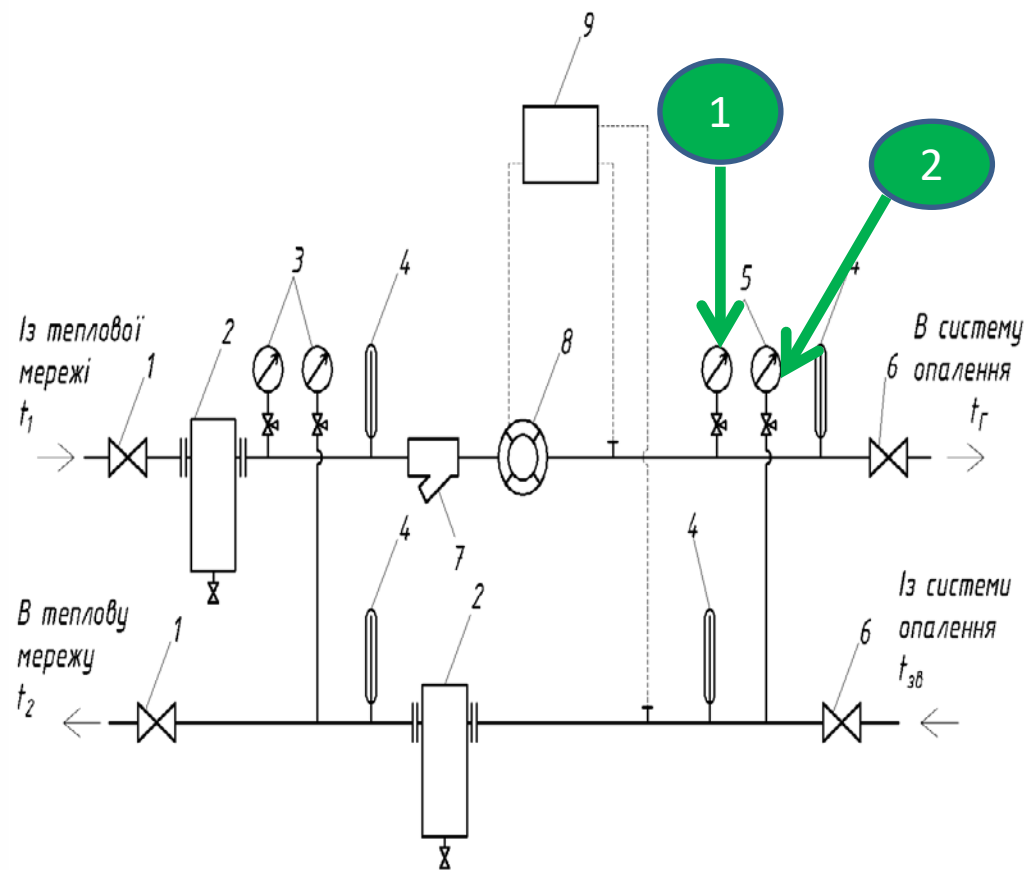 9
1
2
3
4
5
4
Із теплової
мережі
t1
1
2
8
6
В систему
опалення
tГ
7
4
2
4
В теплову
мережу
t2
1
6
Із системи
опалення
tзв